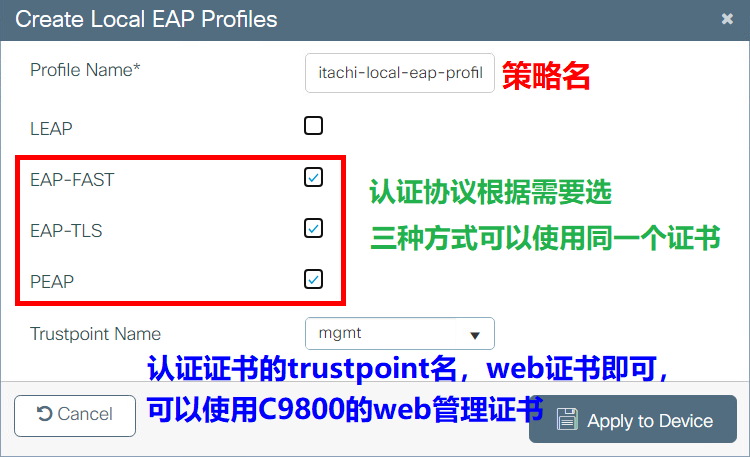 Create Local EAP Profiles
Profile Name* itachi-local-eap-profil 策略名
LEAP
EAP-FAST
认证协议根据需要选
EAP-TLS
三种方式可以使用同一个证书
PEAP
Trustpoint Name mgmt
认证证书的trustpoint名，web证书即可，
可以使用C9800的web管理证书
Cancel
Apply to Device